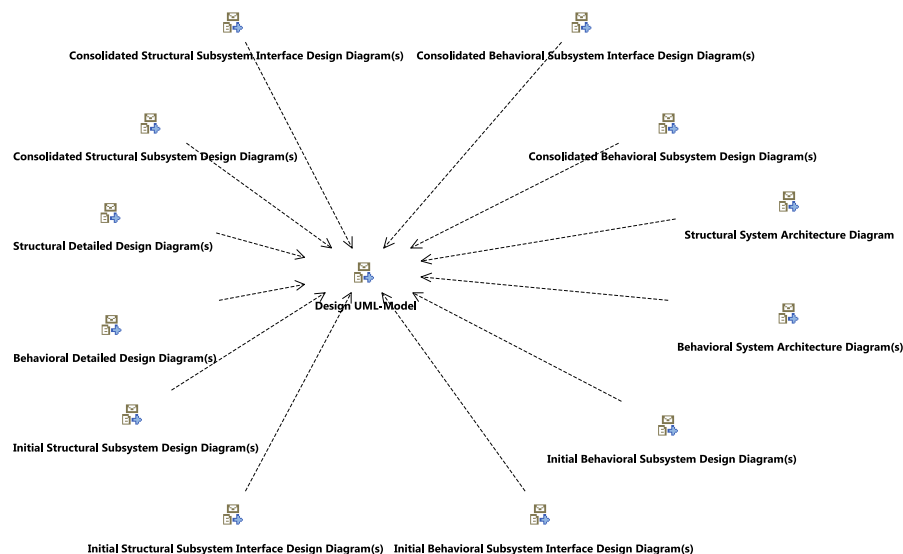 Consolidated Structural Subsystem Interface Design Diagram(s)
Consolidated Behavioral Subsystem Interface Design Diagram(s)
Consolidated Structural Subsystem Design Diagram(s)
Consolidated Behavioral Subsystem Design Diagram(s)
Structural Detailed Design Diagram(s)
Structural System Architecture Diagram
Design UML-Model
Behavioral Detailed Design Diagram(s)
Behavioral System Architecture Diagram(s)
Initial Structural Subsystem Design Diagram(s)
Initial Behavioral Subsystem Design Diagram(s)
Initial Structural Subsystem Interface Design Diagram(s)
Initial Behavioral Subsystem Interface Design Diagram(s)